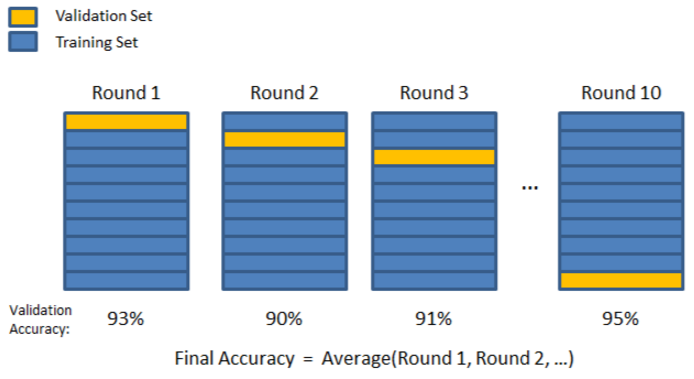 Validation Set
Training Set
Round 1 Round 2 Round 3 Round 10
...
Validation
Accuracy: 93% 90% 91% 95%
Final Accuracy = Average(Round 1, Round 2, ...)